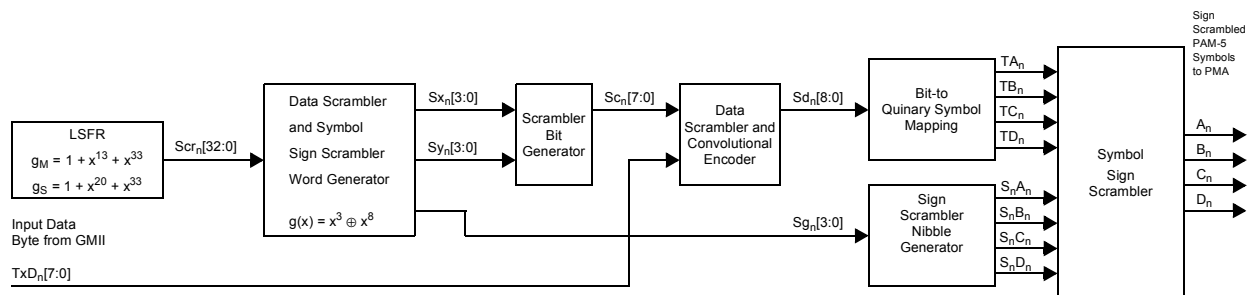 Sign
Scrambled
PAM-5
Symbols
to PMA
LSFR
g_M = 1 + x^13 + x^33
g_S = 1 + x^20 + x^33
Input Data
Byte from GMII
TxD_n[7:0]
Scr_n[32:0]
Data Scrambler
and Symbol
Sign Scrambler
Word Generator
g(x) = x^3 ⊕ x^8
Sx_n[3:0]
Sy_n[3:0]
Scrambler
Bit
Generator
Sc_n[7:0]
Data
Scrambler and
Convolutional
Encoder
Sd_n[8:0]
Sg_n[3:0]
Bit-to
Quinary Symbol
Mapping
TA_n
TB_n
TC_n
TD_n
Sign
Scrambler
Nibble
Generator
S_nA_n
S_nB_n
S_nC_n
S_nD_n
Symbol
Sign
Scrambler
A_n
B_n
C_n
D_n